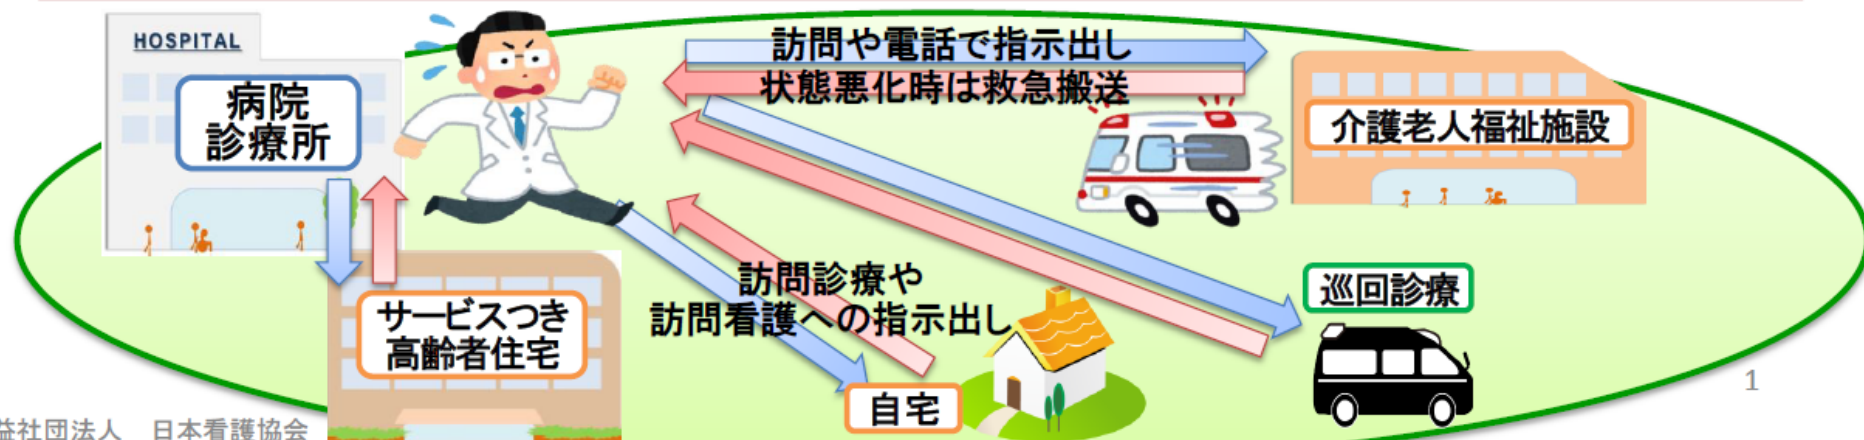 HOSPITAL
病院
診療所
訪問や電話で指示出し
状態悪化時は救急搬送
介護老人福祉施設
訪問診療や
訪問看護への指示出し
巡回診療
サービスつき
高齢者住宅
自宅
1
益社団法人　日本看護協会